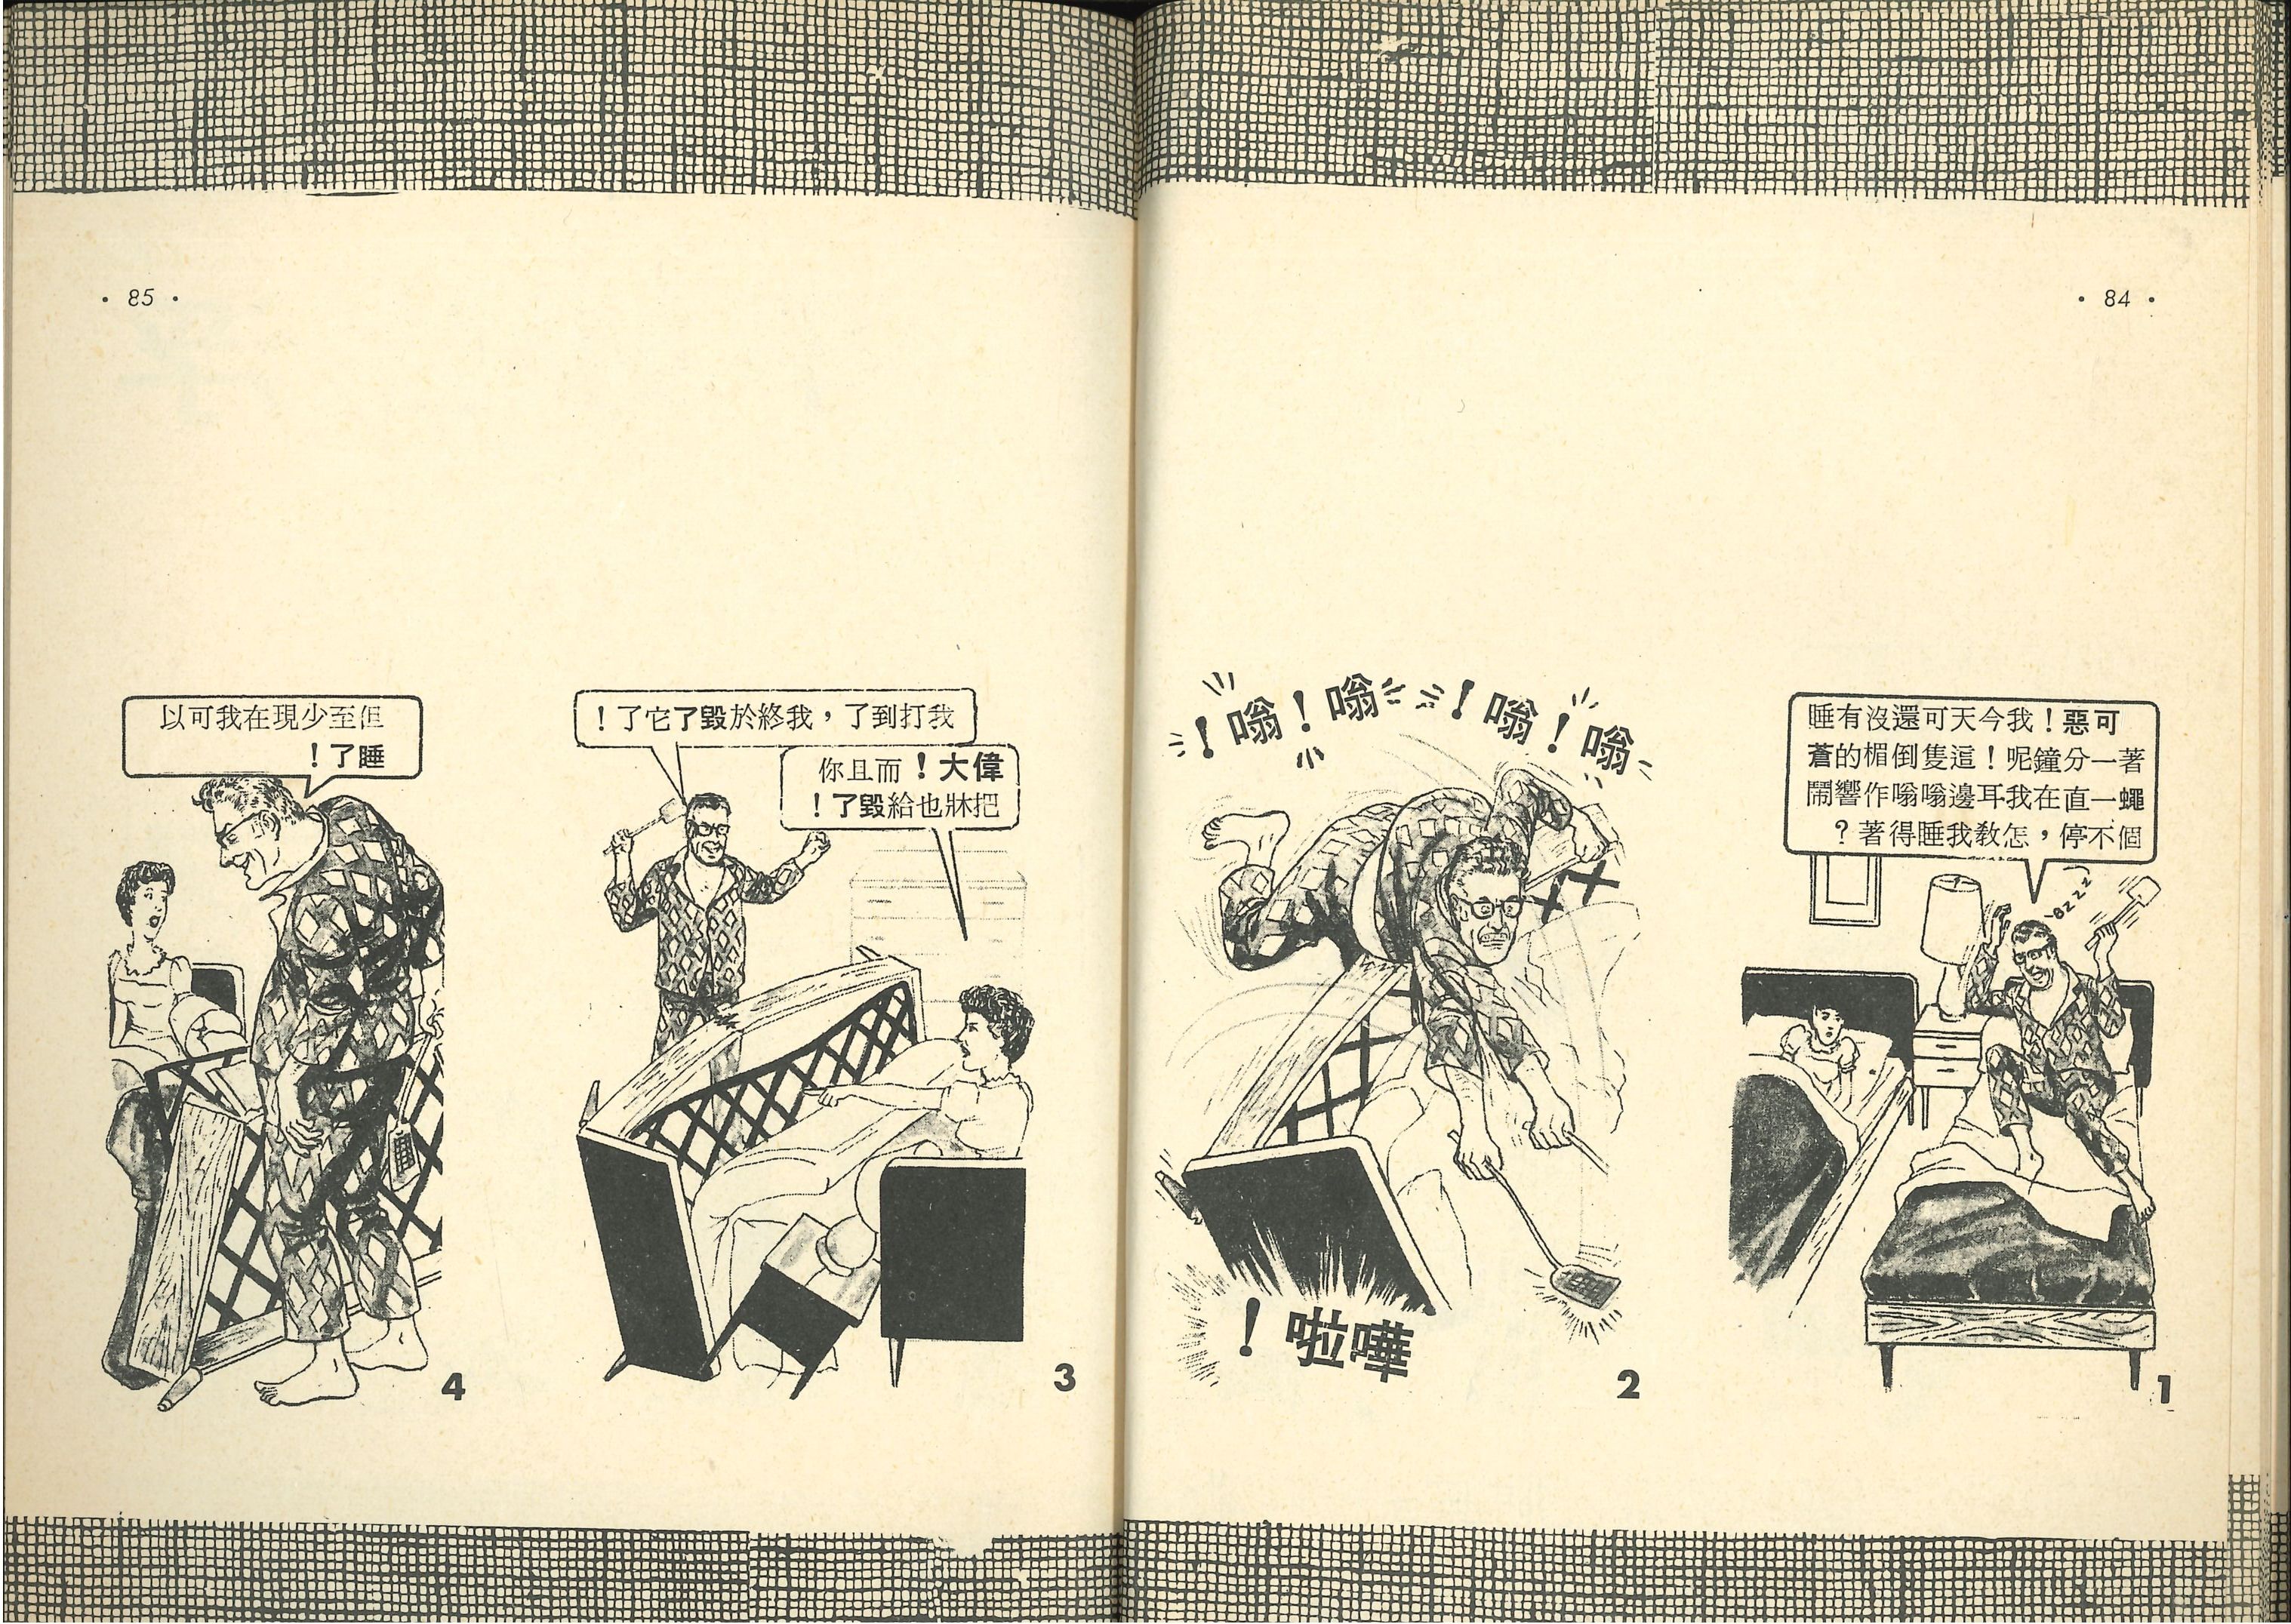 • 84 •
可惡！我今天可還沒有睡
著一分鐘呢！這隻倒楣的蒼
蠅一直在我耳邊嗡嗡作響鬧
個不停，怎教我睡得著？
-BZZZ
1
嗡！嗡！嗡！嗡！
嘩啦！
2
• 85 •
我打到了，我終於毀了它了！
偉大！而且你
把牀也給毀了！
3
但至少現在我可以
睡了！
4